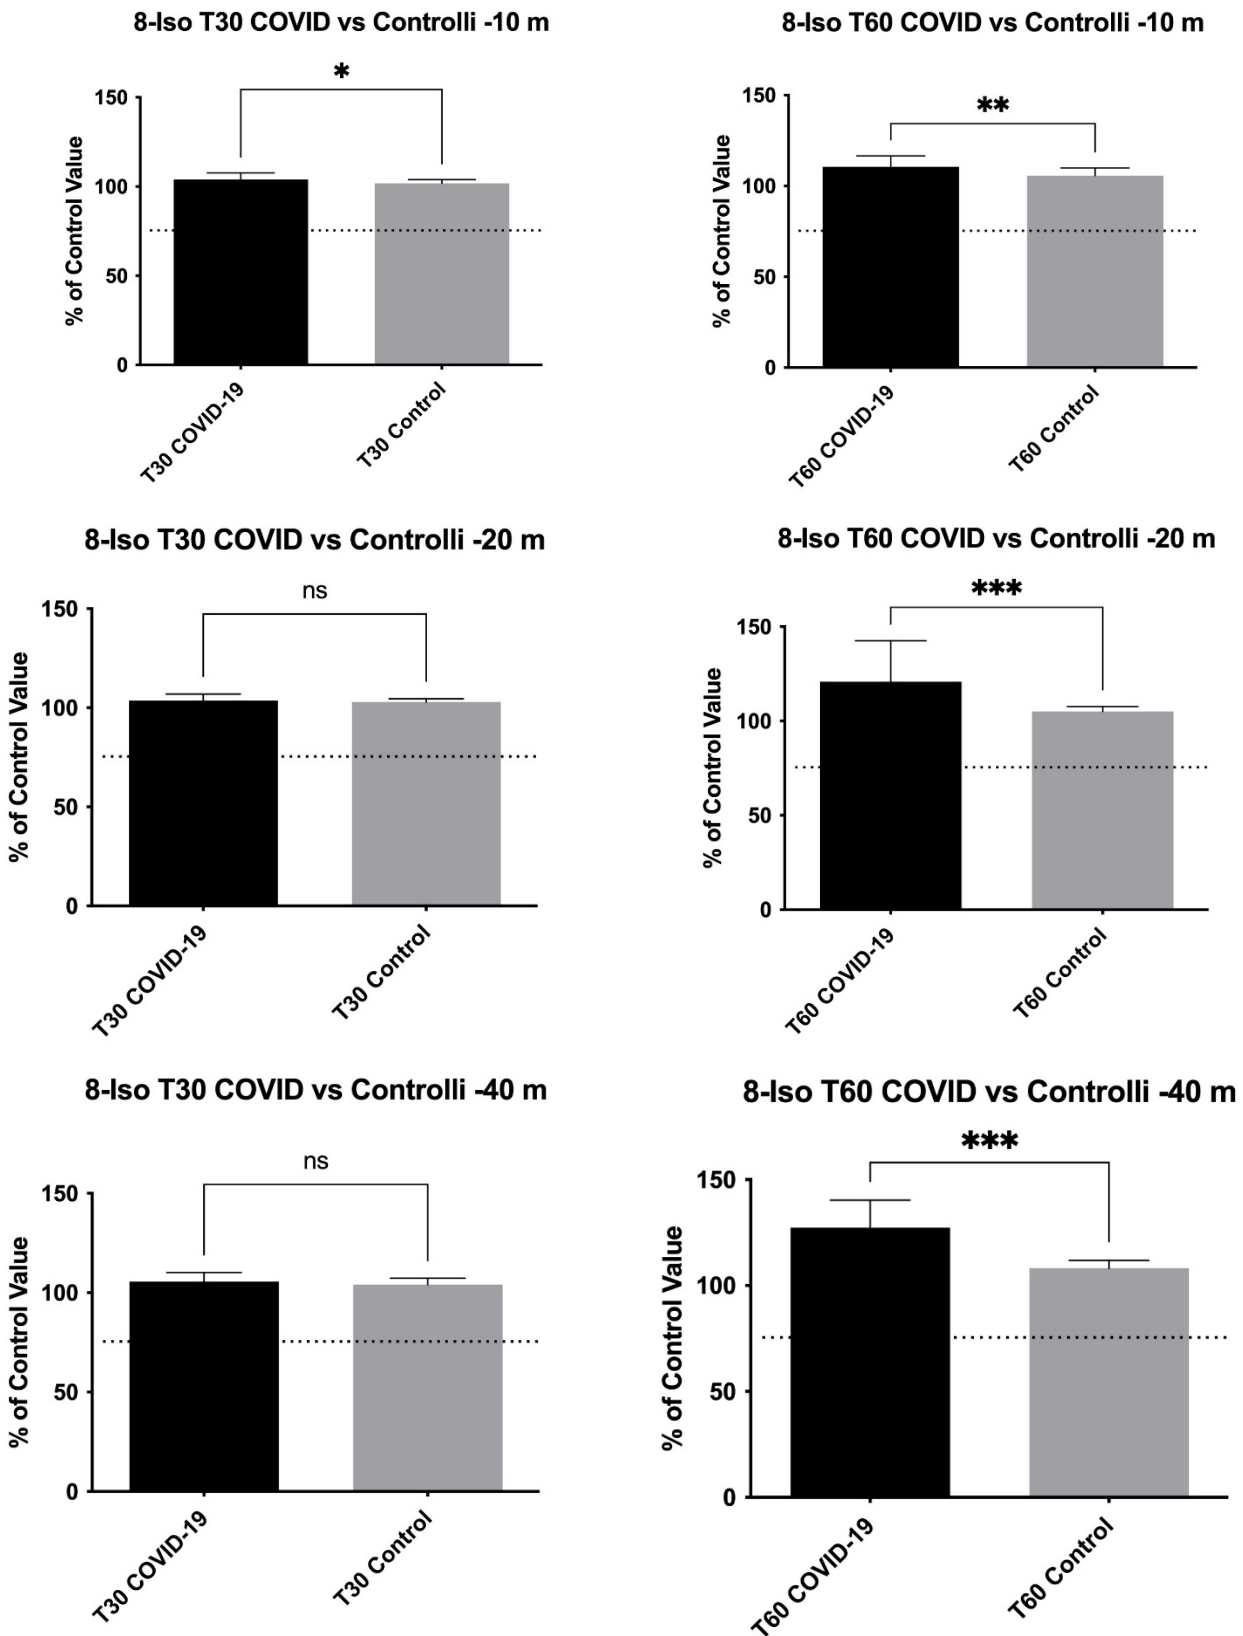 8-Iso T30 COVID vs Controlli -10 m
*
% of Control Value
150
100
50
0
T30 COVID-19
T30 Control
8-Iso T60 COVID vs Controlli -10 m
**
% of Control Value
150
100
50
0
T60 COVID-19
T60 Control
8-Iso T30 COVID vs Controlli -20 m
ns
% of Control Value
150
100
50
0
T30 COVID-19
T30 Control
8-Iso T60 COVID vs Controlli -20 m
***
% of Control Value
150
100
50
0
T60 COVID-19
T60 Control
8-Iso T30 COVID vs Controlli -40 m
ns
% of Control Value
150
100
50
0
T30 COVID-19
T30 Control
8-Iso T60 COVID vs Controlli -40 m
***
% of Control Value
150
100
50
0
T60 COVID-19
T60 Control